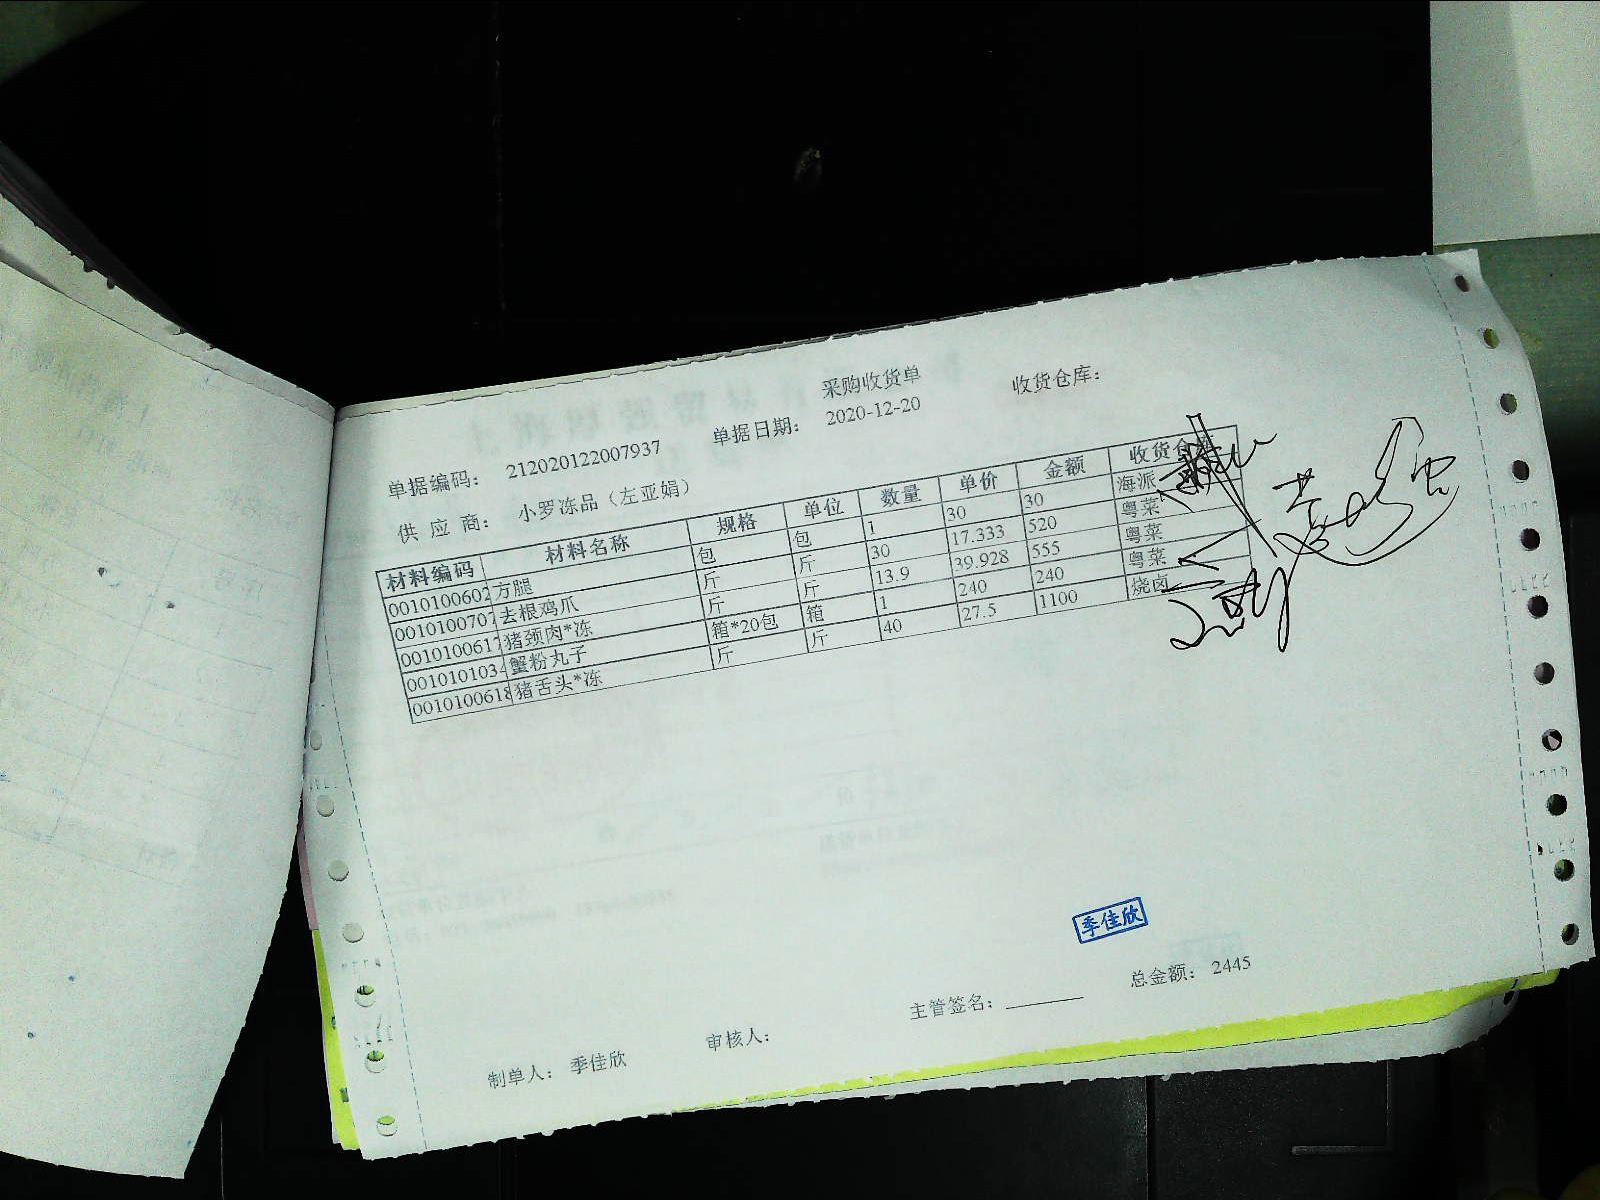 采购收货单
单据编码： 212020122007937 单据日期： 2020-12-20 收货仓库：
供 应 商： 小罗冻品（左亚娟）
材料编码 材料名称 规格 单位 数量 单价 金额 收货仓库
0010100602 方腿 包 包 1 30 30 海派
0010100707 去根鸡爪 斤 斤 30 17.333 520 粤菜
0010100617 猪颈肉*冻 斤 斤 13.9 39.928 555 粤菜
0010101034 蟹粉丸子 箱*20包 箱 1 240 240 粤菜
0010100618 猪舌头*冻 斤 斤 40 27.5 1100 烧卤
季佳欣
制单人： 季佳欣 审核人： 主管签名： 总金额： 2445